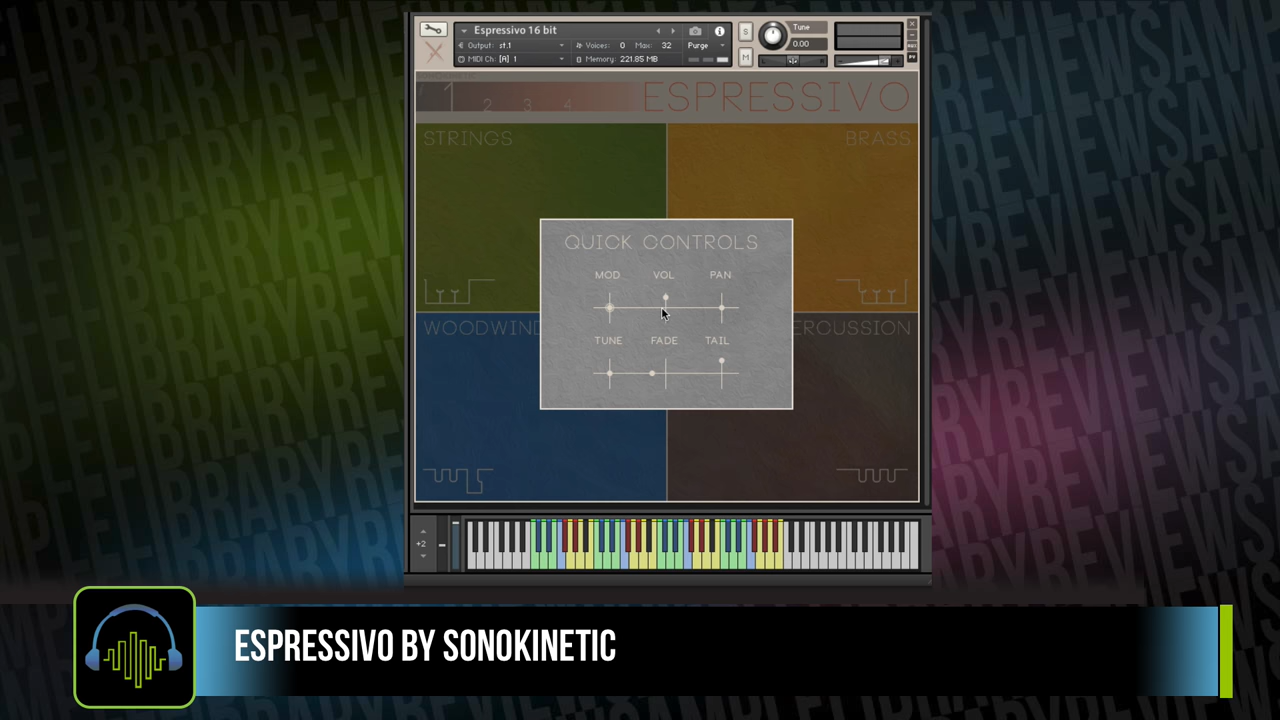 Espressivo 16 bit
Output: st.1
Voices: 0 Max: 32
Purge
MIDI Ch: [A] 1
Memory: 221.85 MB
S
M
Tune
0.00
1 2 3 4
ESPRESSIVO
STRINGS
BRASS
QUICK CONTROLS
MOD VOL PAN
WOODWIND
ERCUSSION
TUNE FADE TAIL
+2
ESPRESSIVO BY SONOKINETIC